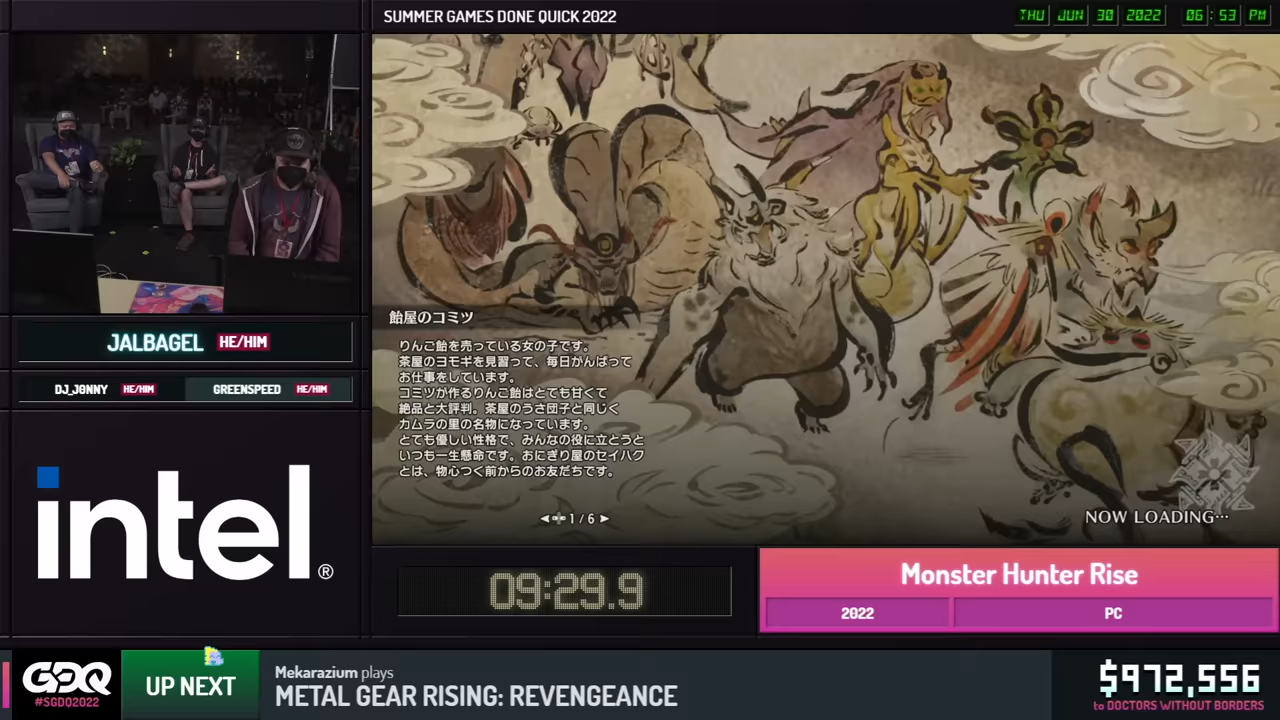 SUMMER GAMES DONE QUICK 2022
THU JUN 30 2022 06:53 PM
飴屋のコミツ
りんご飴を売っている女の子です。
茶屋のヨモギを見習って、毎日がんばって
お仕事をしています。
コミツが作るりんご飴はとても甘くて
絶品と大評判。茶屋のうさ団子と同じく
カムラの里の名物になっています。
とても優しい性格で、みんなの役に立とうと
いつも一生懸命です。おにぎり屋のセイハク
とは、物心つく前からのお友だちです。
1/6
NOW LOADING…
JALBAGEL HE/HIM
DJ_J0NNY HE/HIM GREENSPEED HE/HIM
intel®
09:29.9
Monster Hunter Rise
2022 PC
GDQ
#SGDQ2022
UP NEXT
Mekarazium plays
METAL GEAR RISING: REVENGEANCE
$972,556
to DOCTORS WITHOUT BORDERS